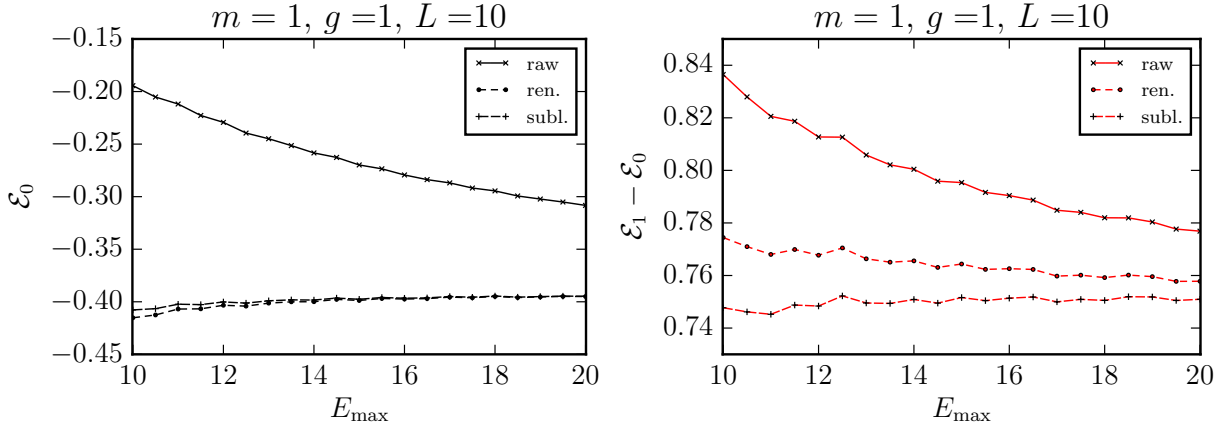 m = 1, g =1, L =10
−0.15
−0.20
−0.25
−0.30
−0.35
−0.40
−0.45
ℰ₀
raw
ren.
subl.
10 12 14 16 18 20
E_max
m = 1, g =1, L =10
0.84
0.82
0.80
0.78
0.76
0.74
ℰ₁ − ℰ₀
raw
ren.
subl.
10 12 14 16 18 20
E_max